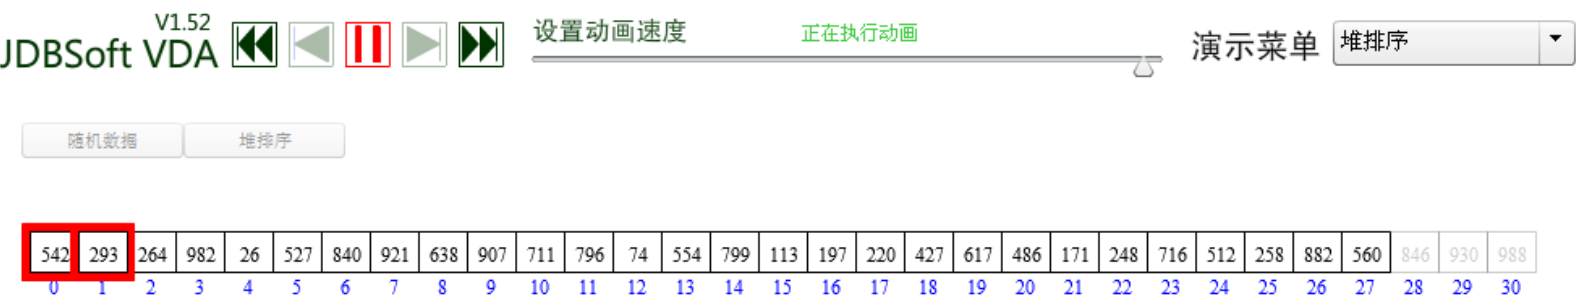 V1.52
JDBSoft VDA
设置动画速度
正在执行动画
演示菜单
堆排序
随机数据
堆排序
542 293 264 982 26 527 840 921 638 907 711 796 74 554 799 113 197 220 427 617 486 171 248 716 512 258 882 560 846 930 988
0 1 2 3 4 5 6 7 8 9 10 11 12 13 14 15 16 17 18 19 20 21 22 23 24 25 26 27 28 29 30